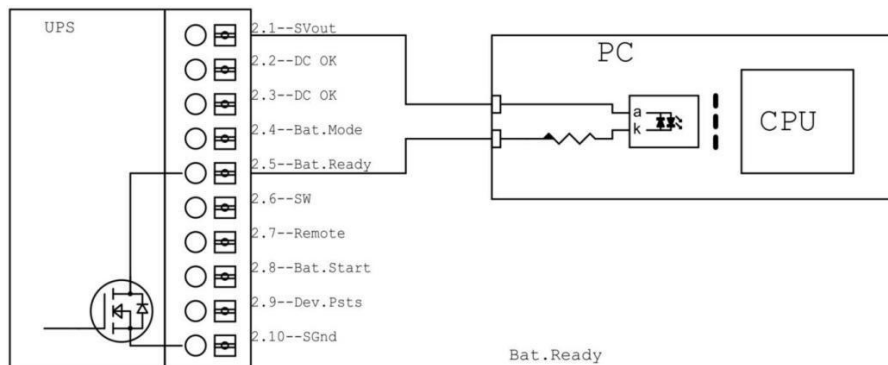 UPS
2.1--SVout
2.2--DC OK
2.3--DC OK
2.4--Bat.Mode
2.5--Bat.Ready
2.6--SW
2.7--Remote
2.8--Bat.Start
2.9--Dev.Psts
2.10--SGnd
PC
a
k
CPU
Bat.Ready